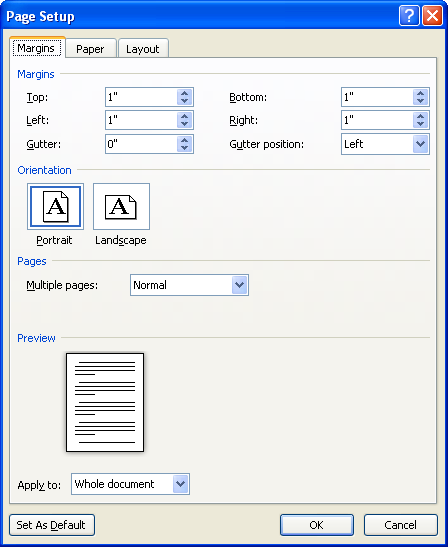 Page Setup
Margins Paper Layout
Margins
Top: 1" Bottom: 1"
Left: 1" Right: 1"
Gutter: 0" Gutter position: Left
Orientation
A A
Portrait Landscape
Pages
Multiple pages: Normal
Preview
Apply to: Whole document
Set As Default OK Cancel